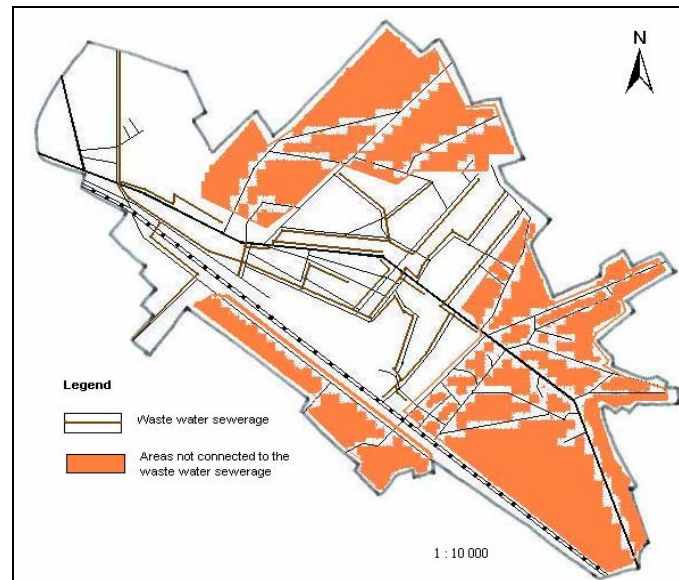 N
Legend
Waste water sewerage
Areas not connected to the
waste water sewerage
1 : 10 000